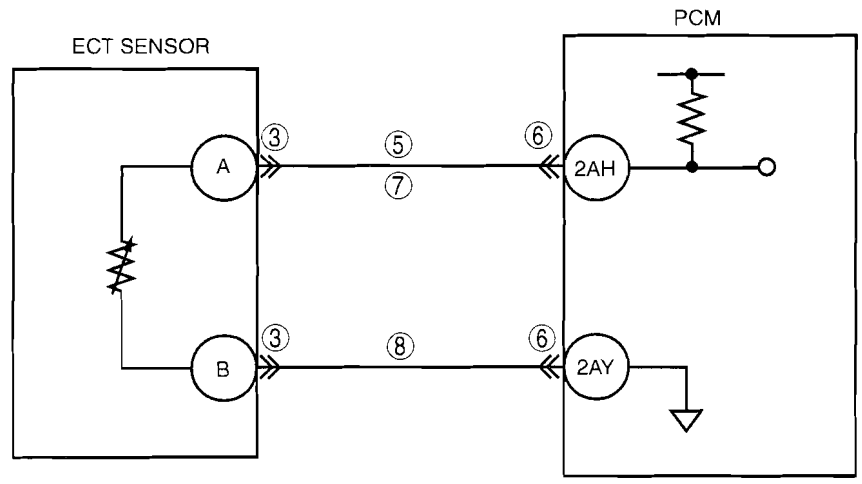 PCM
ECT SENSOR
③ ⑤ ⑥
A 2AH
⑦
③ ⑧ ⑥
B 2AY